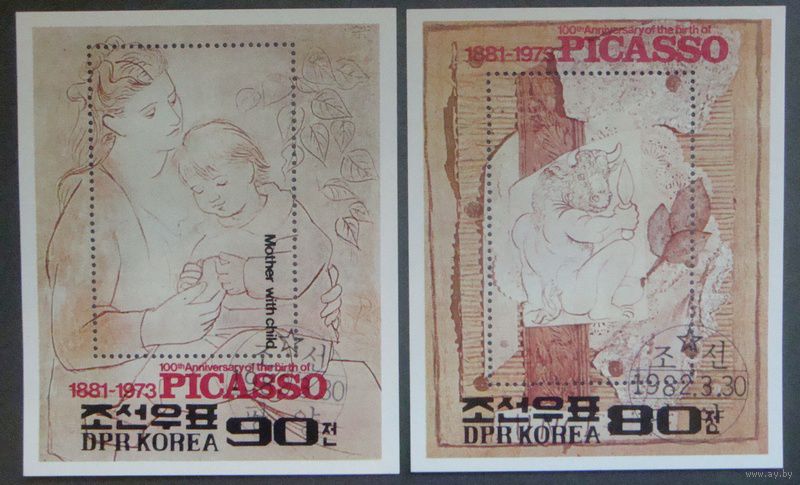 Mother with child
100th Anniversary of the birth of
1881-1973 PICASSO
조선우표
DPR KOREA 90전
조선
100th Anniversary of the birth of
1881-1973 PICASSO
조선
1982.3.30
조선우표
DPR KOREA 80전
www.ay.by